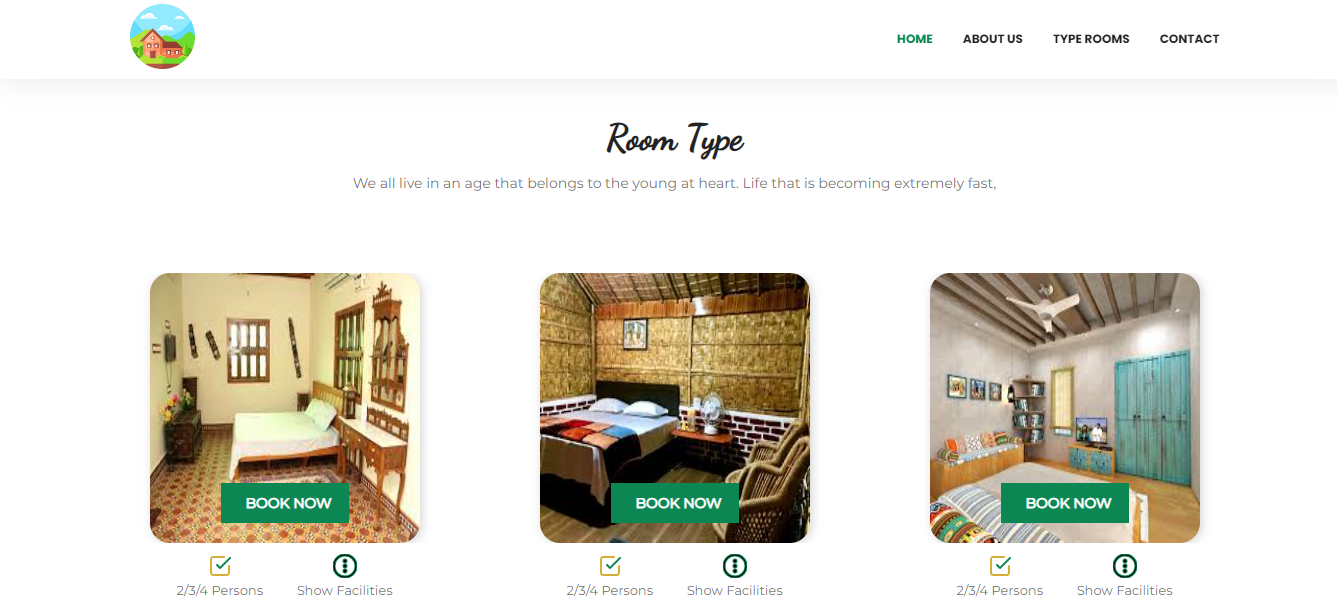 HOME ABOUT US TYPE ROOMS CONTACT
Room Type
We all live in an age that belongs to the young at heart. Life that is becoming extremely fast,
BOOK NOW BOOK NOW BOOK NOW
2/3/4 Persons Show Facilities 2/3/4 Persons Show Facilities 2/3/4 Persons Show Facilities